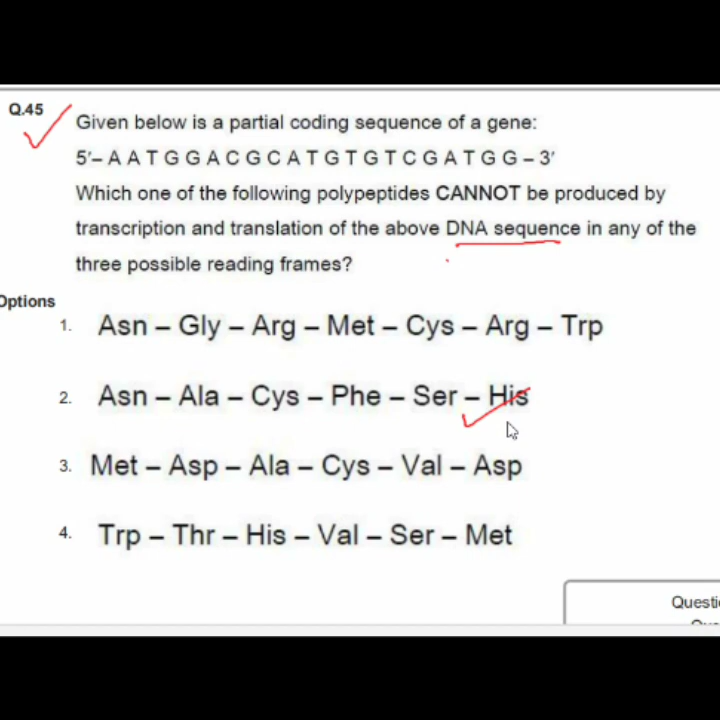 Q.45
Given below is a partial coding sequence of a gene:
5′– A A T G G A C G C A T G T G T C G A T G G – 3′
Which one of the following polypeptides CANNOT be produced by
transcription and translation of the above DNA sequence in any of the
three possible reading frames?
Options
1. Asn – Gly – Arg – Met – Cys – Arg – Trp
2. Asn – Ala – Cys – Phe – Ser – His
3. Met – Asp – Ala – Cys – Val – Asp
4. Trp – Thr – His – Val – Ser – Met